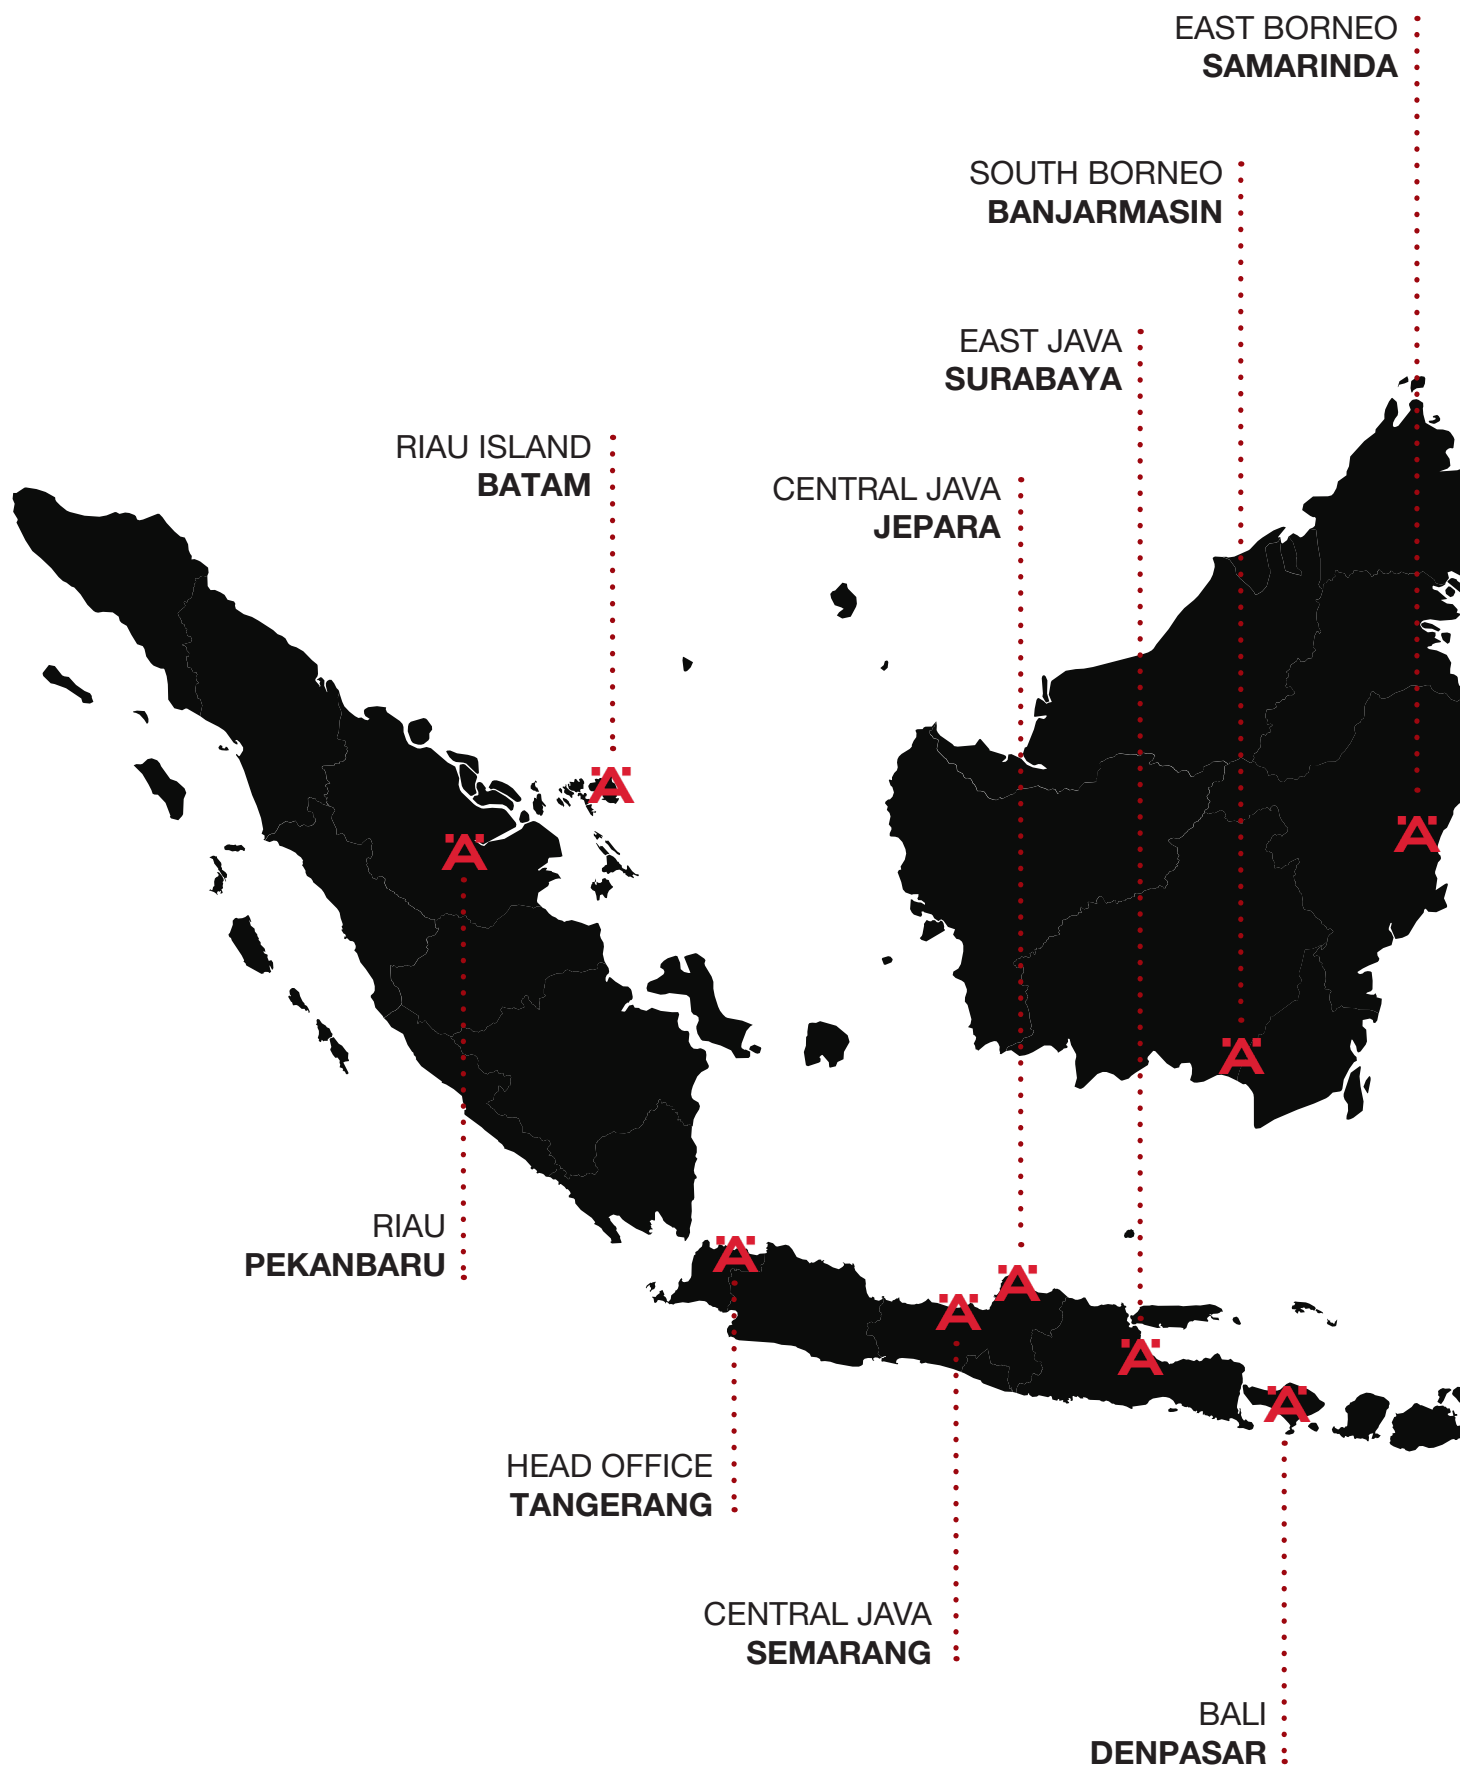 EAST BORNEO
SAMARINDA
SOUTH BORNEO
BANJARMASIN
EAST JAVA
SURABAYA
RIAU ISLAND
BATAM
CENTRAL JAVA
JEPARA
RIAU
PEKANBARU
HEAD OFFICE
TANGERANG
CENTRAL JAVA
SEMARANG
BALI
DENPASAR